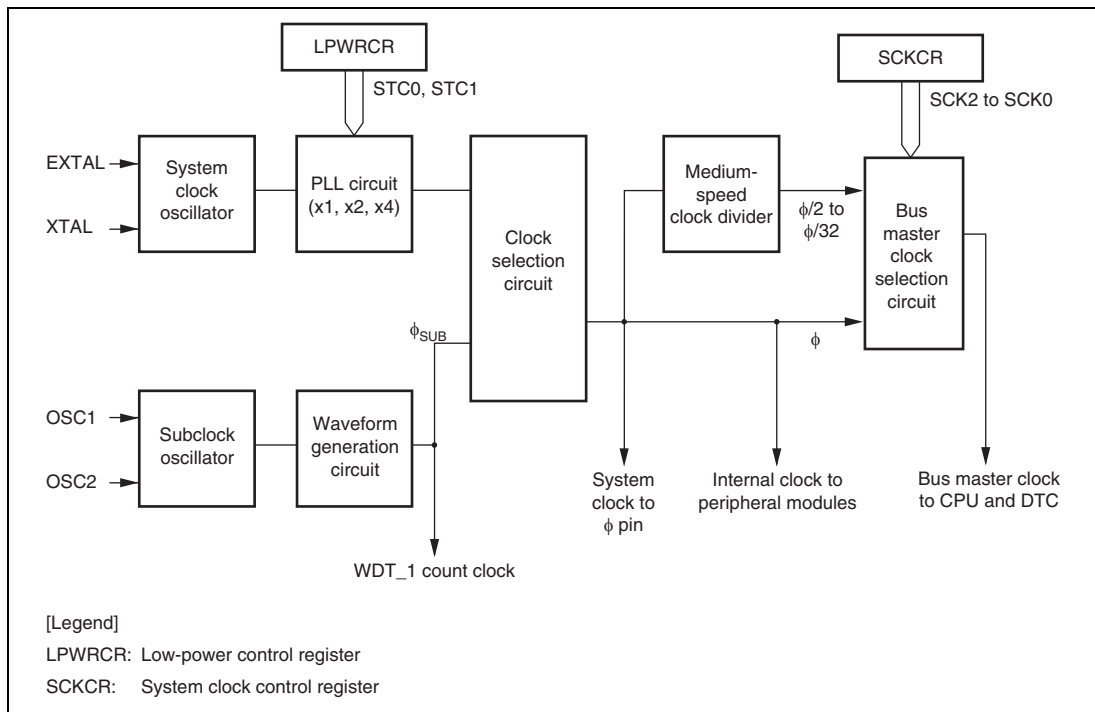 LPWRCR
STC0, STC1
SCKCR
SCK2 to SCK0
EXTAL
XTAL
System
clock
oscillator
PLL circuit
(x1, x2, x4)
Clock
selection
circuit
Medium-
speed
clock divider
ϕ/2 to
ϕ/32
Bus
master
clock
selection
circuit
ϕSUB
ϕ
OSC1
OSC2
Subclock
oscillator
Waveform
generation
circuit
System
clock to
ϕ pin
Internal clock to
peripheral modules
Bus master clock
to CPU and DTC
WDT_1 count clock
[Legend]
LPWRCR: Low-power control register
SCKCR: System clock control register